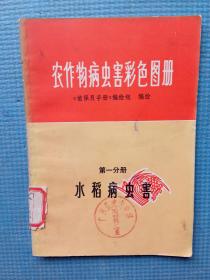 农作物病虫害彩色图册
《植保员手册》编绘组 编绘
第一分册
水稻病虫害